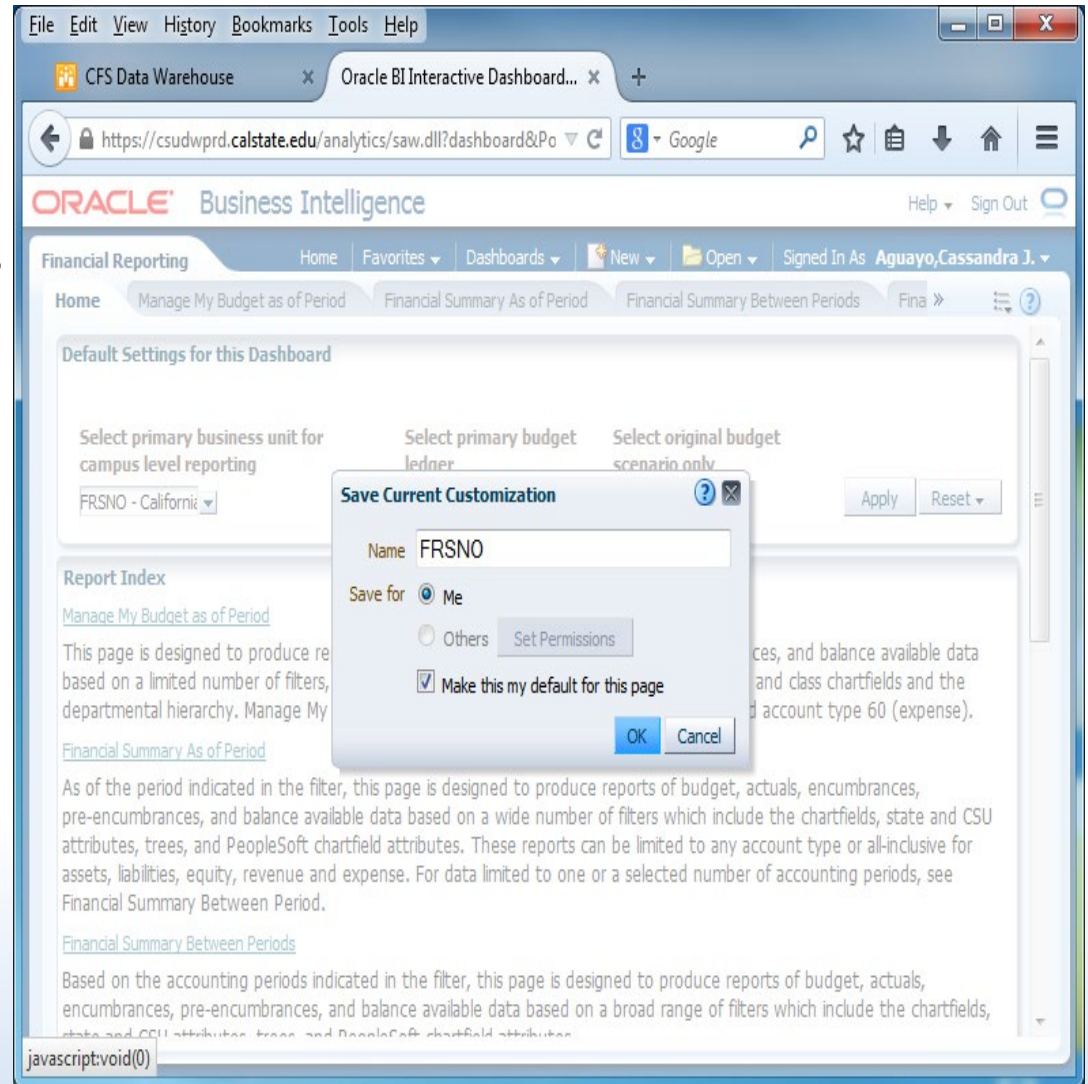 File Edit View History Bookmarks Tools Help
CFS Data Warehouse × Oracle BI Interactive Dashboard... × +
https://csudwprd.calstate.edu/analytics/saw.dll?dashboard&Po 8 Google
ORACLE Business Intelligence Help Sign Out
Financial Reporting Home Favorites Dashboards New Open Signed In As Aguayo,Cassandra J.
Home Manage My Budget as of Period Financial Summary As of Period Financial Summary Between Periods Fina » ?
Default Settings for this Dashboard
Select primary business unit for campus level reporting
FRSNO - California
Select primary budget ledger
Select original budget scenario only
Apply Reset
Save Current Customization ?
Name FRSNO
Save for Me
Others Set Permissions
Make this my default for this page
OK Cancel
Report Index
Manage My Budget as of Period
This page is designed to produce re ces, and balance available data
based on a limited number of filters, and class chartfields and the
departmental hierarchy. Manage My d account type 60 (expense).
Financial Summary As of Period
As of the period indicated in the filter, this page is designed to produce reports of budget, actuals, encumbrances,
pre-encumbrances, and balance available data based on a wide number of filters which include the chartfields, state and CSU
attributes, trees, and PeopleSoft chartfield attributes. These reports can be limited to any account type or all-inclusive for
assets, liabilities, equity, revenue and expense. For data limited to one or a selected number of accounting periods, see
Financial Summary Between Period.
Financial Summary Between Periods
Based on the accounting periods indicated in the filter, this page is designed to produce reports of budget, actuals,
encumbrances, pre-encumbrances, and balance available data based on a broad range of filters which include the chartfields,
state and CSU attributes, trees, and PeopleSoft chartfield attributes.
javascript:void(0)